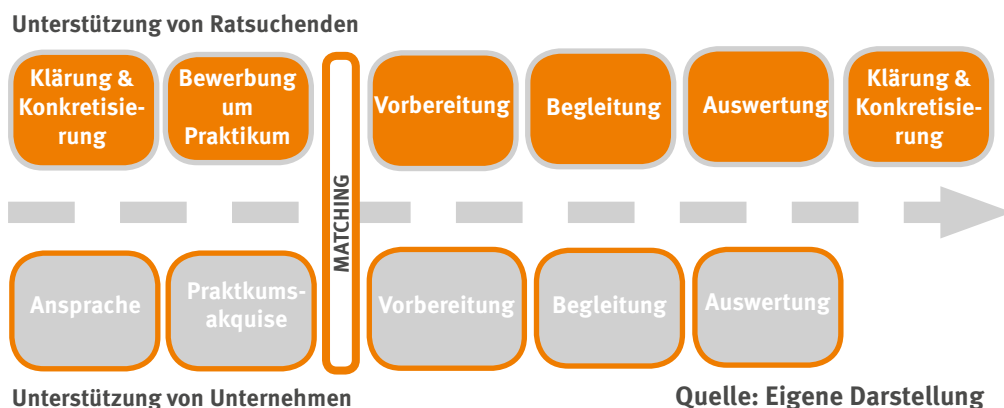 Unterstützung von Ratsuchenden
Klärung &
Konkretisie-
rung
Bewerbung
um
Praktikum
Vorbereitung
Begleitung
Auswertung
Klärung &
Konkretisie-
rung
MATCHING
Ansprache
Praktkums-
akquise
Vorbereitung
Begleitung
Auswertung
Unterstützung von Unternehmen
Quelle: Eigene Darstellung